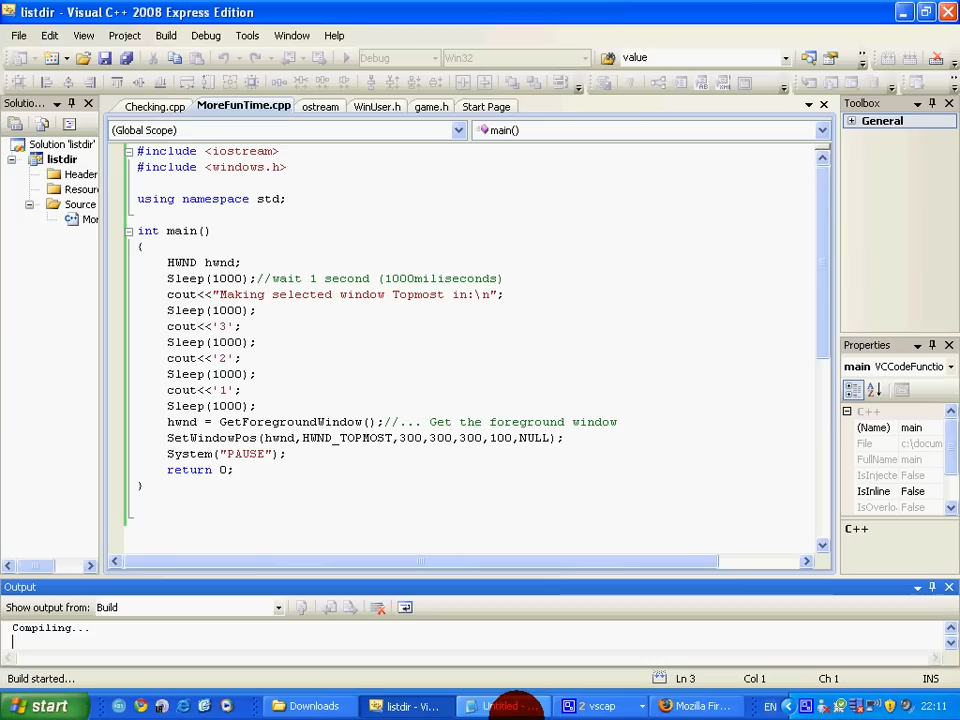 listdir - Visual C++ 2008 Express Edition
File Edit View Project Build Debug Tools Window Help
Debug Win32 value
Solutio...
Checking.cpp MoreFunTime.cpp ostream WinUser.h game.h Start Page
Toolbox
(Global Scope) main()
General
Solution 'listdir'
listdir
Header
Resou
Source
Mor
#include <iostream>
#include <windows.h>
using namespace std;
int main()
{
HWND hwnd;
Sleep(1000);//wait 1 second (1000miliseconds)
cout<<"Making selected window Topmost in:\n";
Sleep(1000);
cout<<'3';
Sleep(1000);
cout<<'2';
Sleep(1000);
cout<<'1';
Sleep(1000);
hwnd = GetForegroundWindow();//... Get the foreground window
SetWindowPos(hwnd,HWND_TOPMOST,300,300,300,100,NULL);
System("PAUSE");
return 0;
}
Properties
main VCCodeFunctio
C++
(Name) main
File c:\docum
FullName main
IsInjecte False
IsInline False
IsOverlo False
C++
Output
Show output from: Build
Compiling...
Build started... Ln 3 Col 1 Ch 1 INS
start Downloads listdir - Vi... Untitled - ... 2 vscap Mozilla Fir... EN 22:11